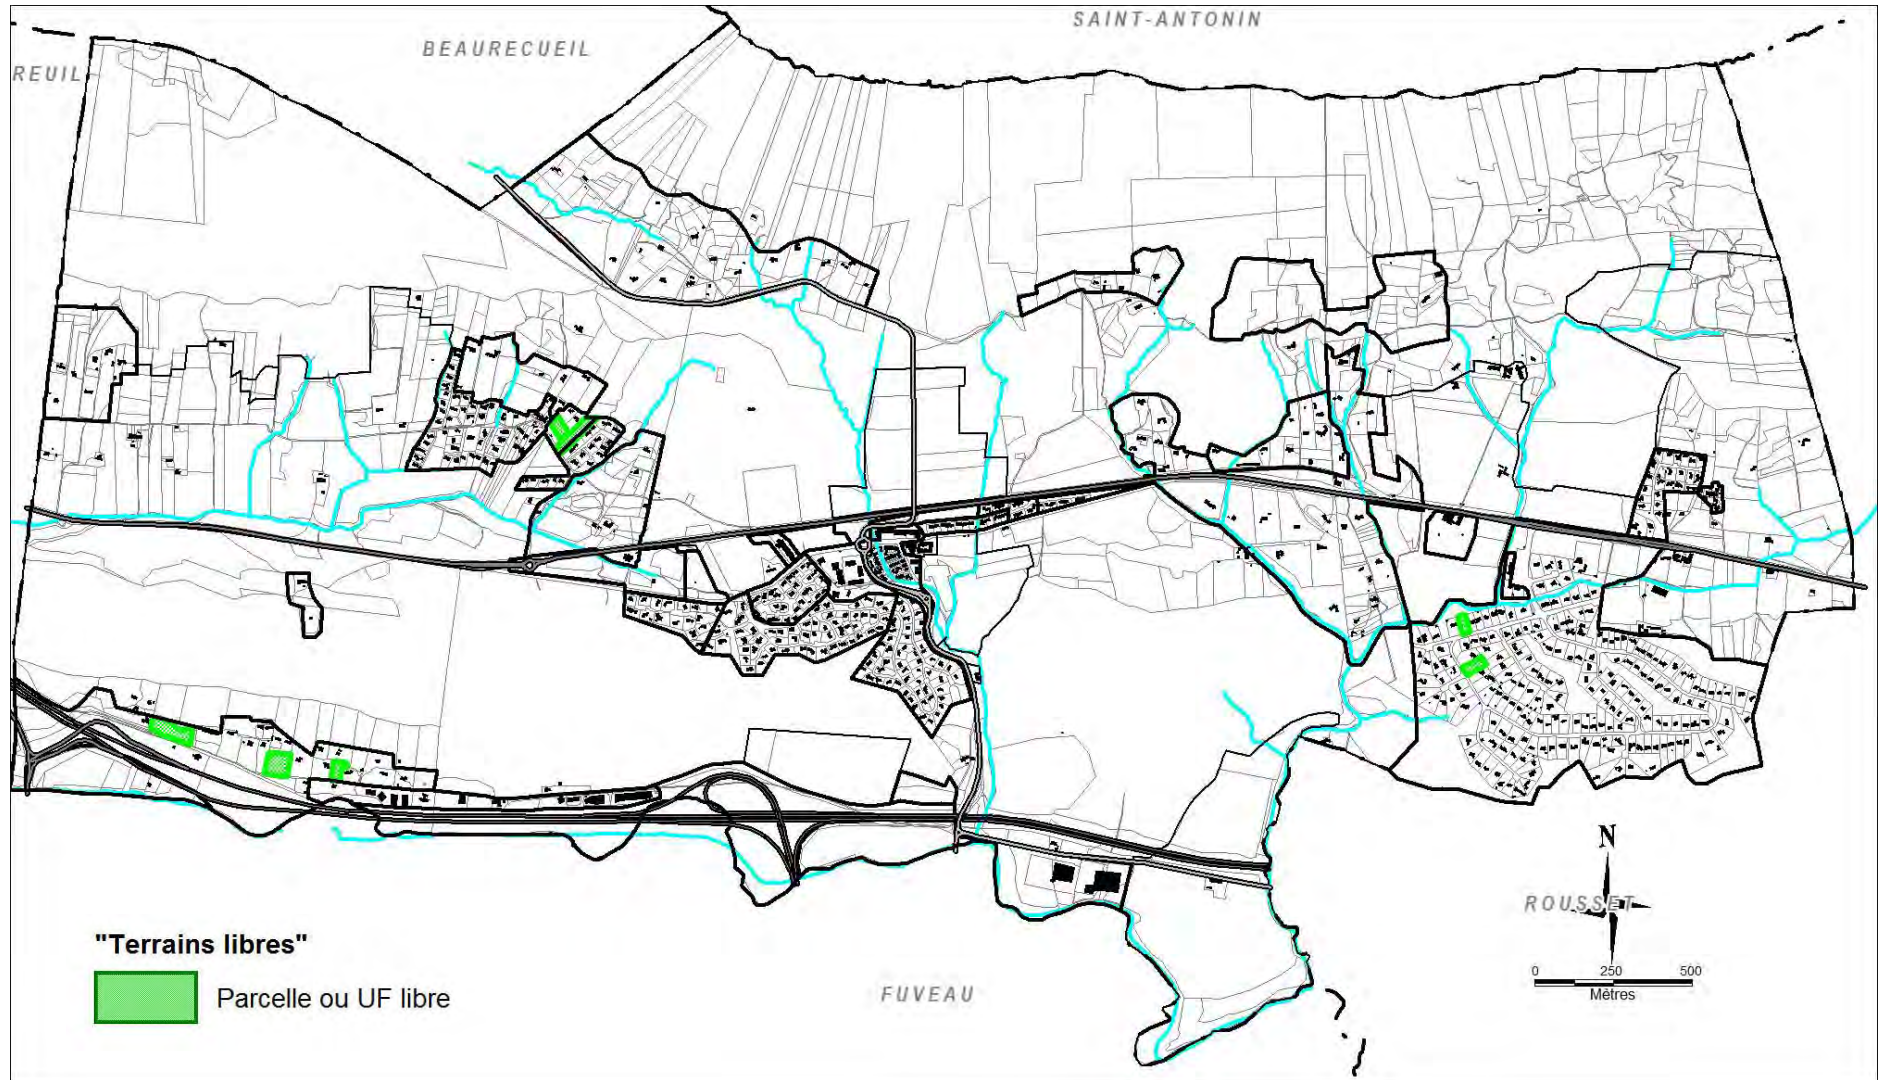 SAINT-ANTONIN
BEAURECUEIL
REUIL
N
ROUSSET
"Terrains libres"
Parcelle ou UF libre
FUVEAU
0 250 500
Mètres